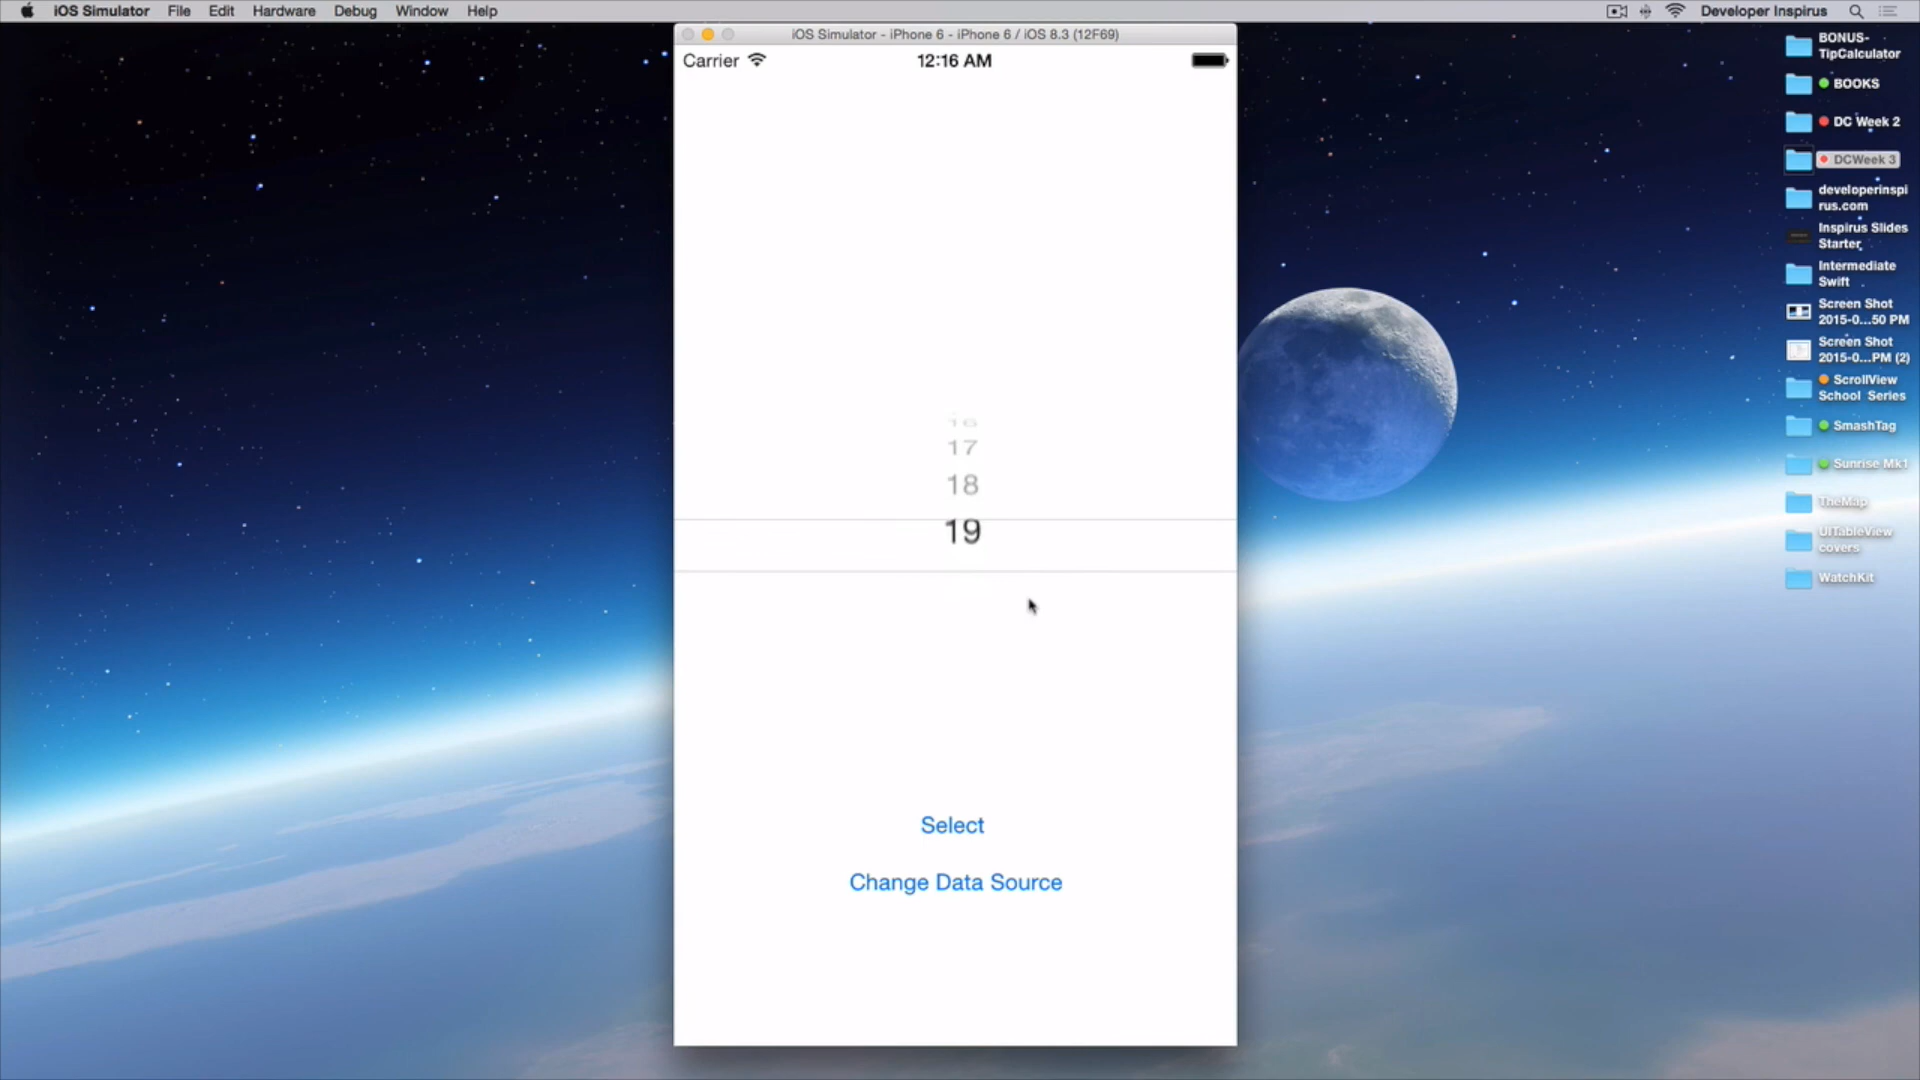 iOS Simulator File Edit Hardware Debug Window Help
Developer Inspirus
iOS Simulator - iPhone 6 - iPhone 6 / iOS 8.3 (12F69)
Carrier
12:16 AM
16
17
18
19
Select
Change Data Source
BONUS-
TipCalculator
BOOKS
DC Week 2
DCWeek 3
developerinspi
rus.com
Inspirus Slides
Starter
Intermediate
Swift
Screen Shot
2015-0...50 PM
Screen Shot
2015-0...PM (2)
ScrollView
School Series
SmashTag
Sunrise Mk1
TheMap
UITableView
covers
WatchKit